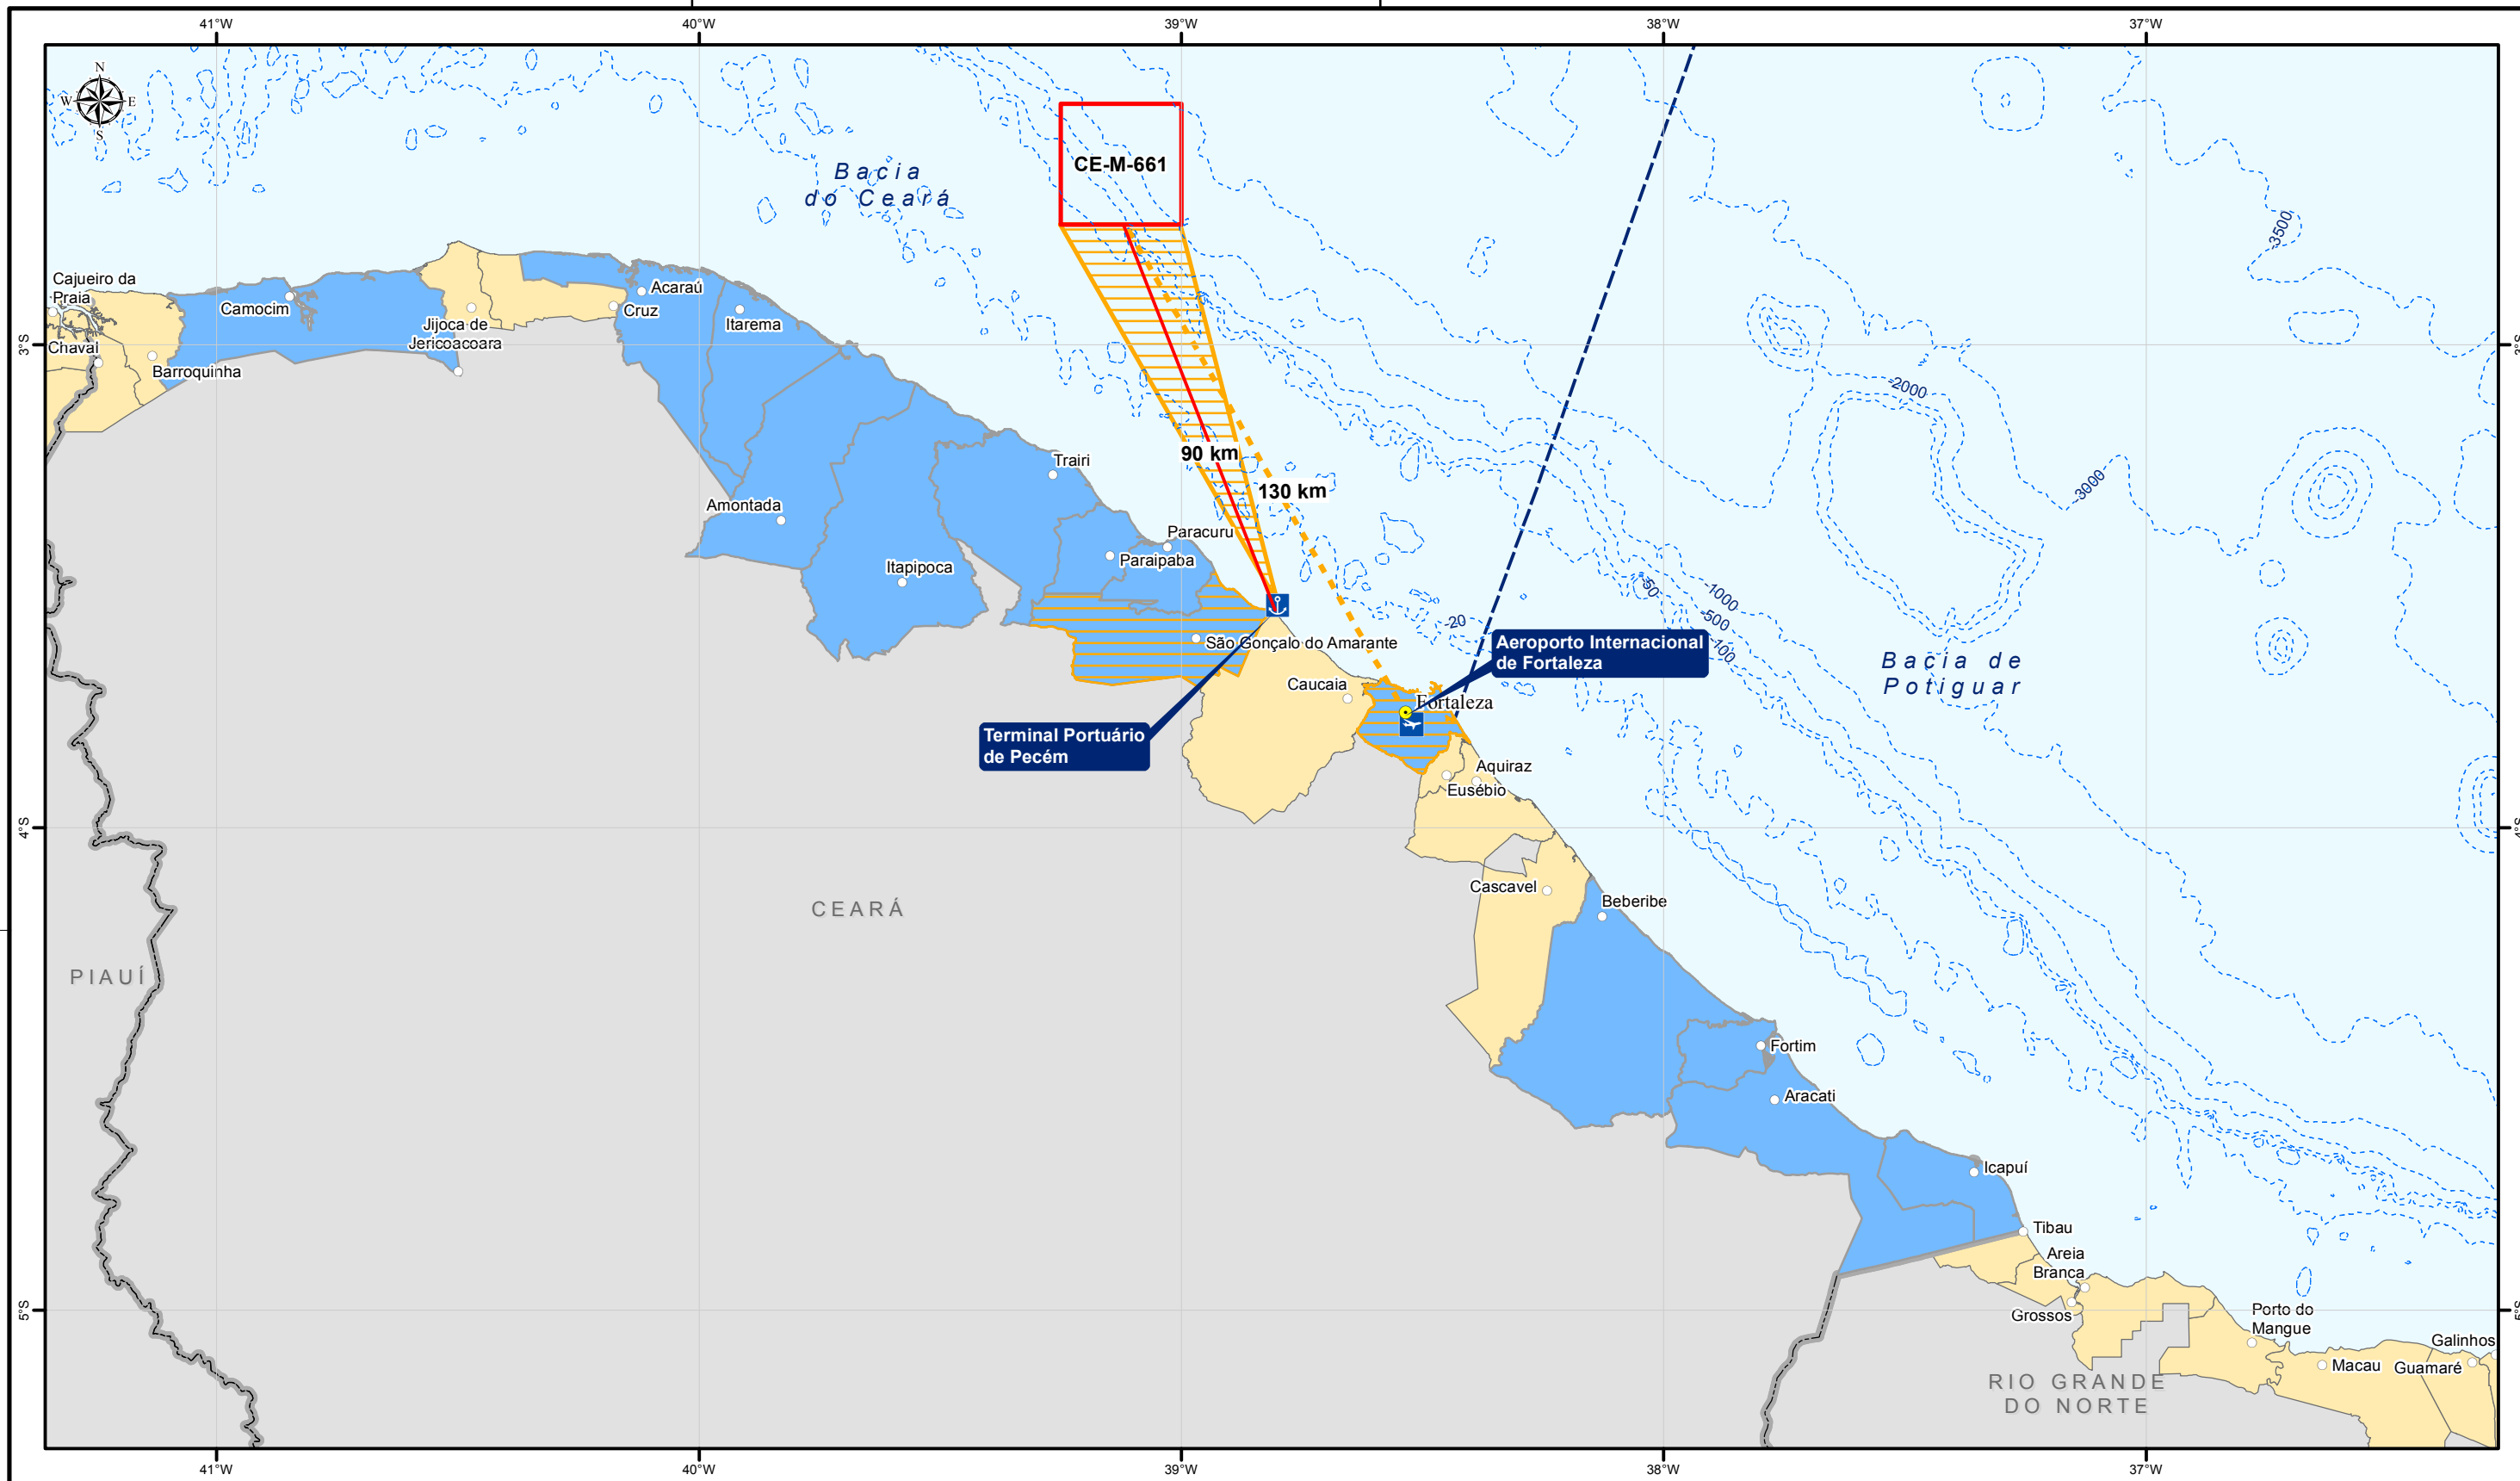 41°W
40°W
39°W
38°W
37°W
N
W
E
S
CE-M-661
Bacia
do Ceará
-3500
Cajueiro da
Praia
Camocim
Acaraú
Cruz
Itarema
Jijoca de
Jericoacoara
Chaval
Barroquinha
3°S
3°S
-2000
90 km
130 km
Trairi
-3000
Amontada
Paracuru
Paraipaba
Itapipoca
-50
-1000
-500
-100
-20
São Gonçalo do Amarante
Aeroporto Internacional
de Fortaleza
Bacia de
Potiguar
Caucaia
Fortaleza
Terminal Portuário
de Pecém
Aquiraz
Eusébio
4°S
4°S
Cascavel
Beberibe
CEARÁ
PIAUÍ
Fortim
Aracati
Icapuí
Tibau
Areia
Branca
Grossos
5°S
5°S
Porto do
Mangue
Galinhos
Macau
Guamaré
RIO GRANDE
DO NORTE
41°W
40°W
39°W
38°W
37°W